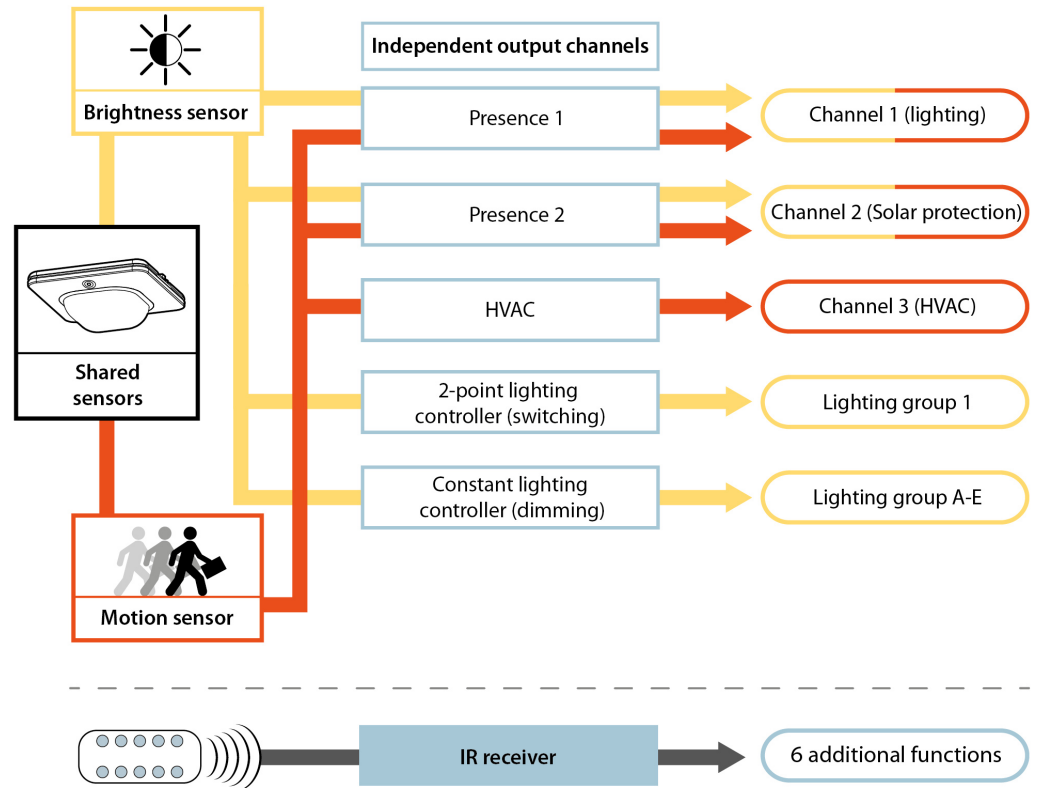 Independent output channels
Brightness sensor
Presence 1
Channel 1 (lighting)
Presence 2
Channel 2 (Solar protection)
Shared
sensors
HVAC
Channel 3 (HVAC)
2-point lighting
controller (switching)
Lighting group 1
Constant lighting
controller (dimming)
Lighting group A-E
Motion sensor
IR receiver
6 additional functions